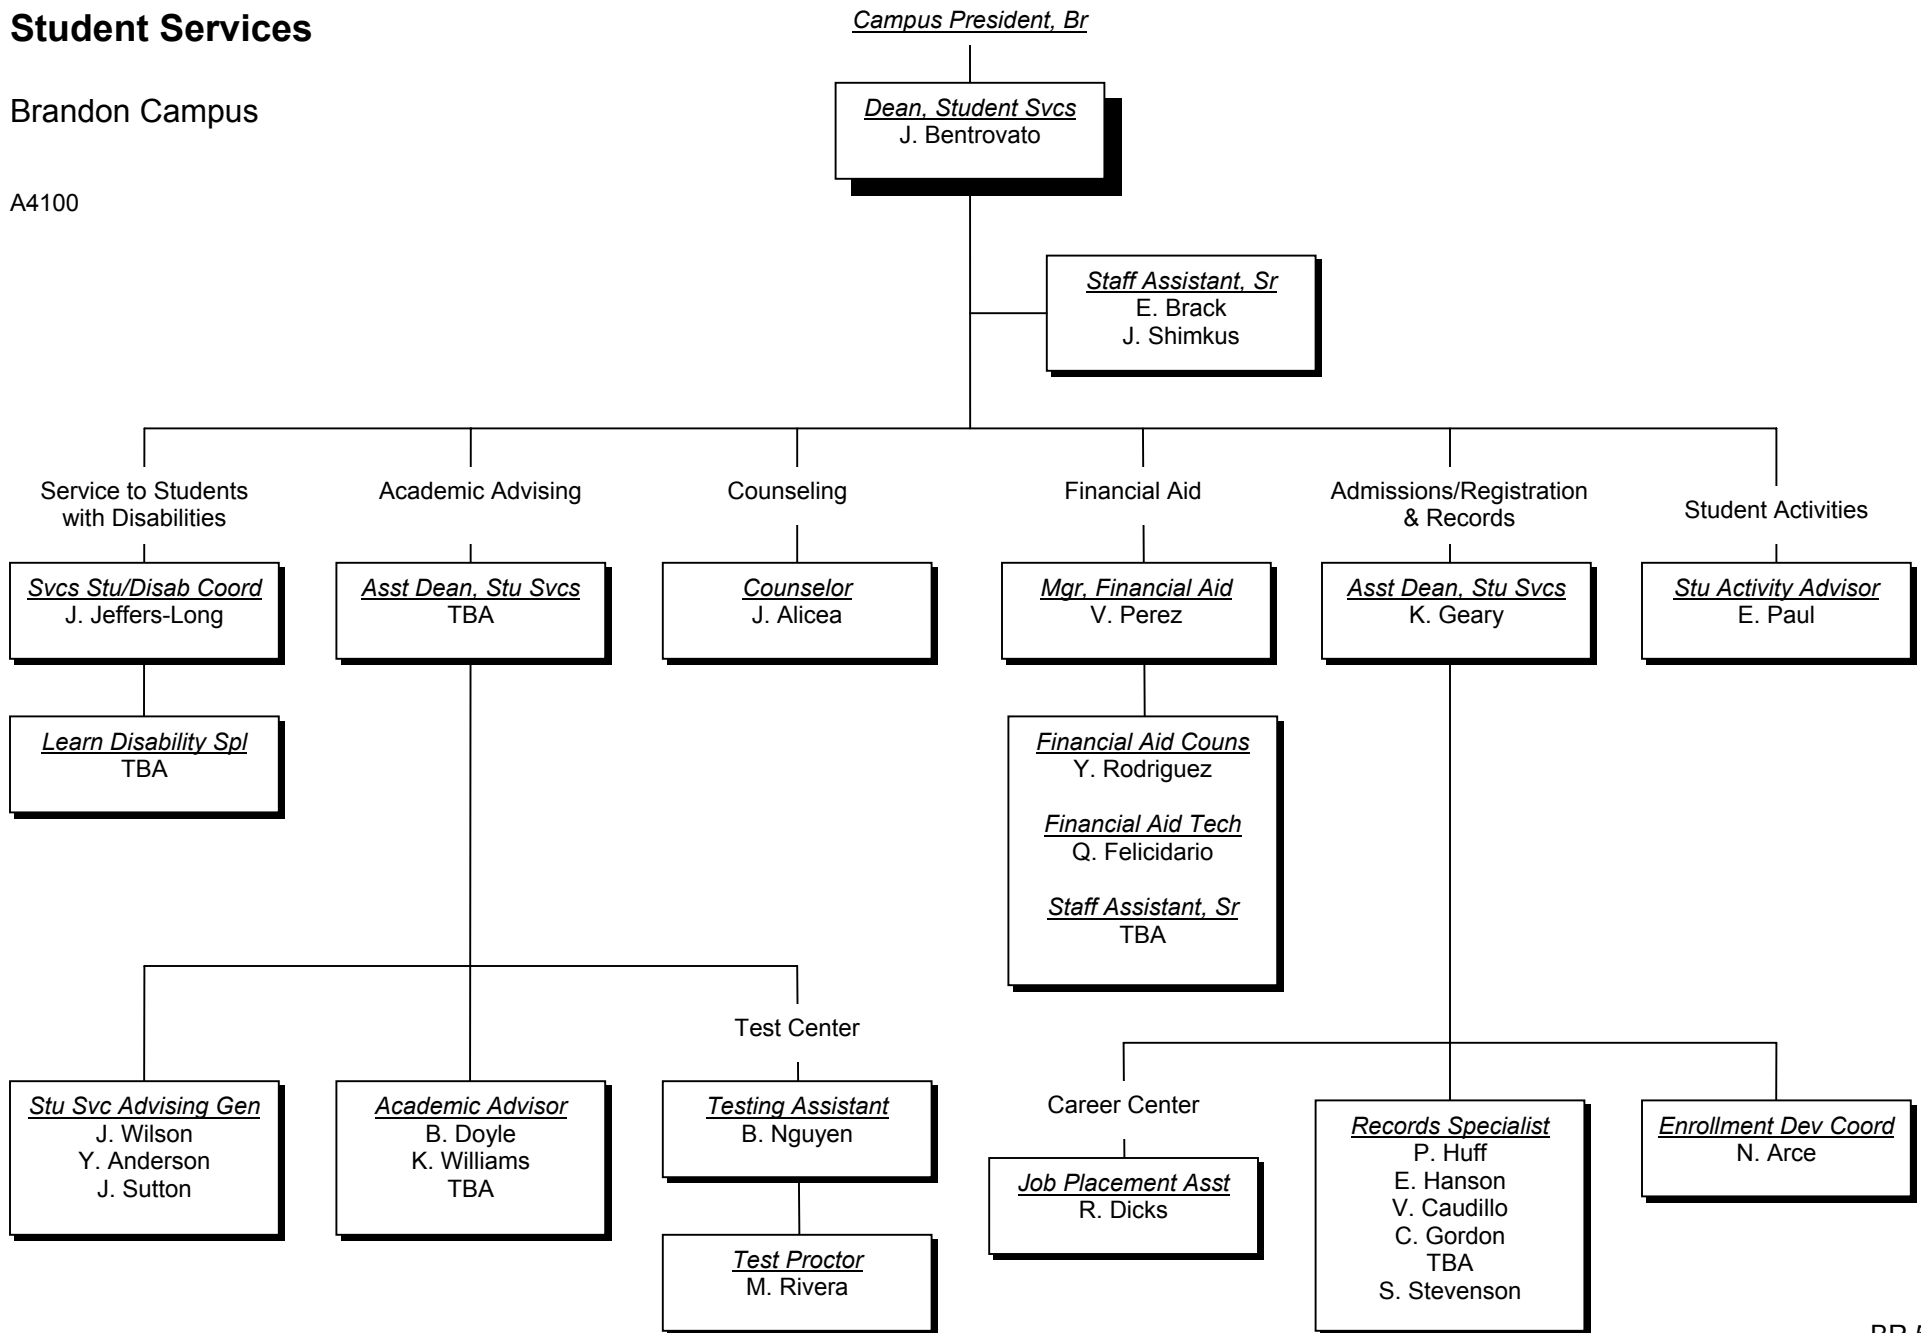 Student Services
Brandon Campus
A4100
Campus President, Br
Dean, Student Svcs
J. Bentrovato
Staff Assistant, Sr
E. Brack
J. Shimkus
Service to Students
with Disabilities
Academic Advising
Counseling
Financial Aid
Admissions/Registration
& Records
Student Activities
Svcs Stu/Disab Coord
J. Jeffers-Long
Asst Dean, Stu Svcs
TBA
Counselor
J. Alicea
Mgr, Financial Aid
V. Perez
Asst Dean, Stu Svcs
K. Geary
Stu Activity Advisor
E. Paul
Learn Disability Spl
TBA
Financial Aid Couns
Y. Rodriguez
Financial Aid Tech
Q. Felicidario
Staff Assistant, Sr
TBA
Test Center
Stu Svc Advising Gen
J. Wilson
Y. Anderson
J. Sutton
Academic Advisor
B. Doyle
K. Williams
TBA
Testing Assistant
B. Nguyen
Test Proctor
M. Rivera
Career Center
Job Placement Asst
R. Dicks
Records Specialist
P. Huff
E. Hanson
V. Caudillo
C. Gordon
TBA
S. Stevenson
Enrollment Dev Coord
N. Arce